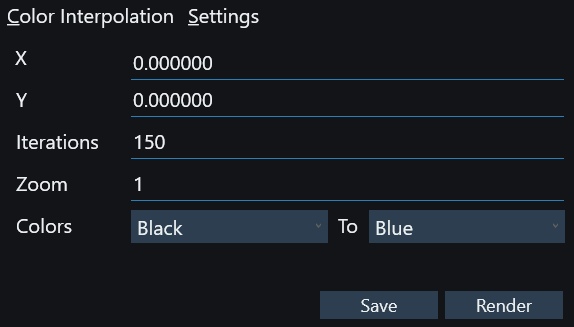 Color Interpolation Settings
X 0.000000
Y 0.000000
Iterations 150
Zoom 1
Colors Black To Blue
Save Render